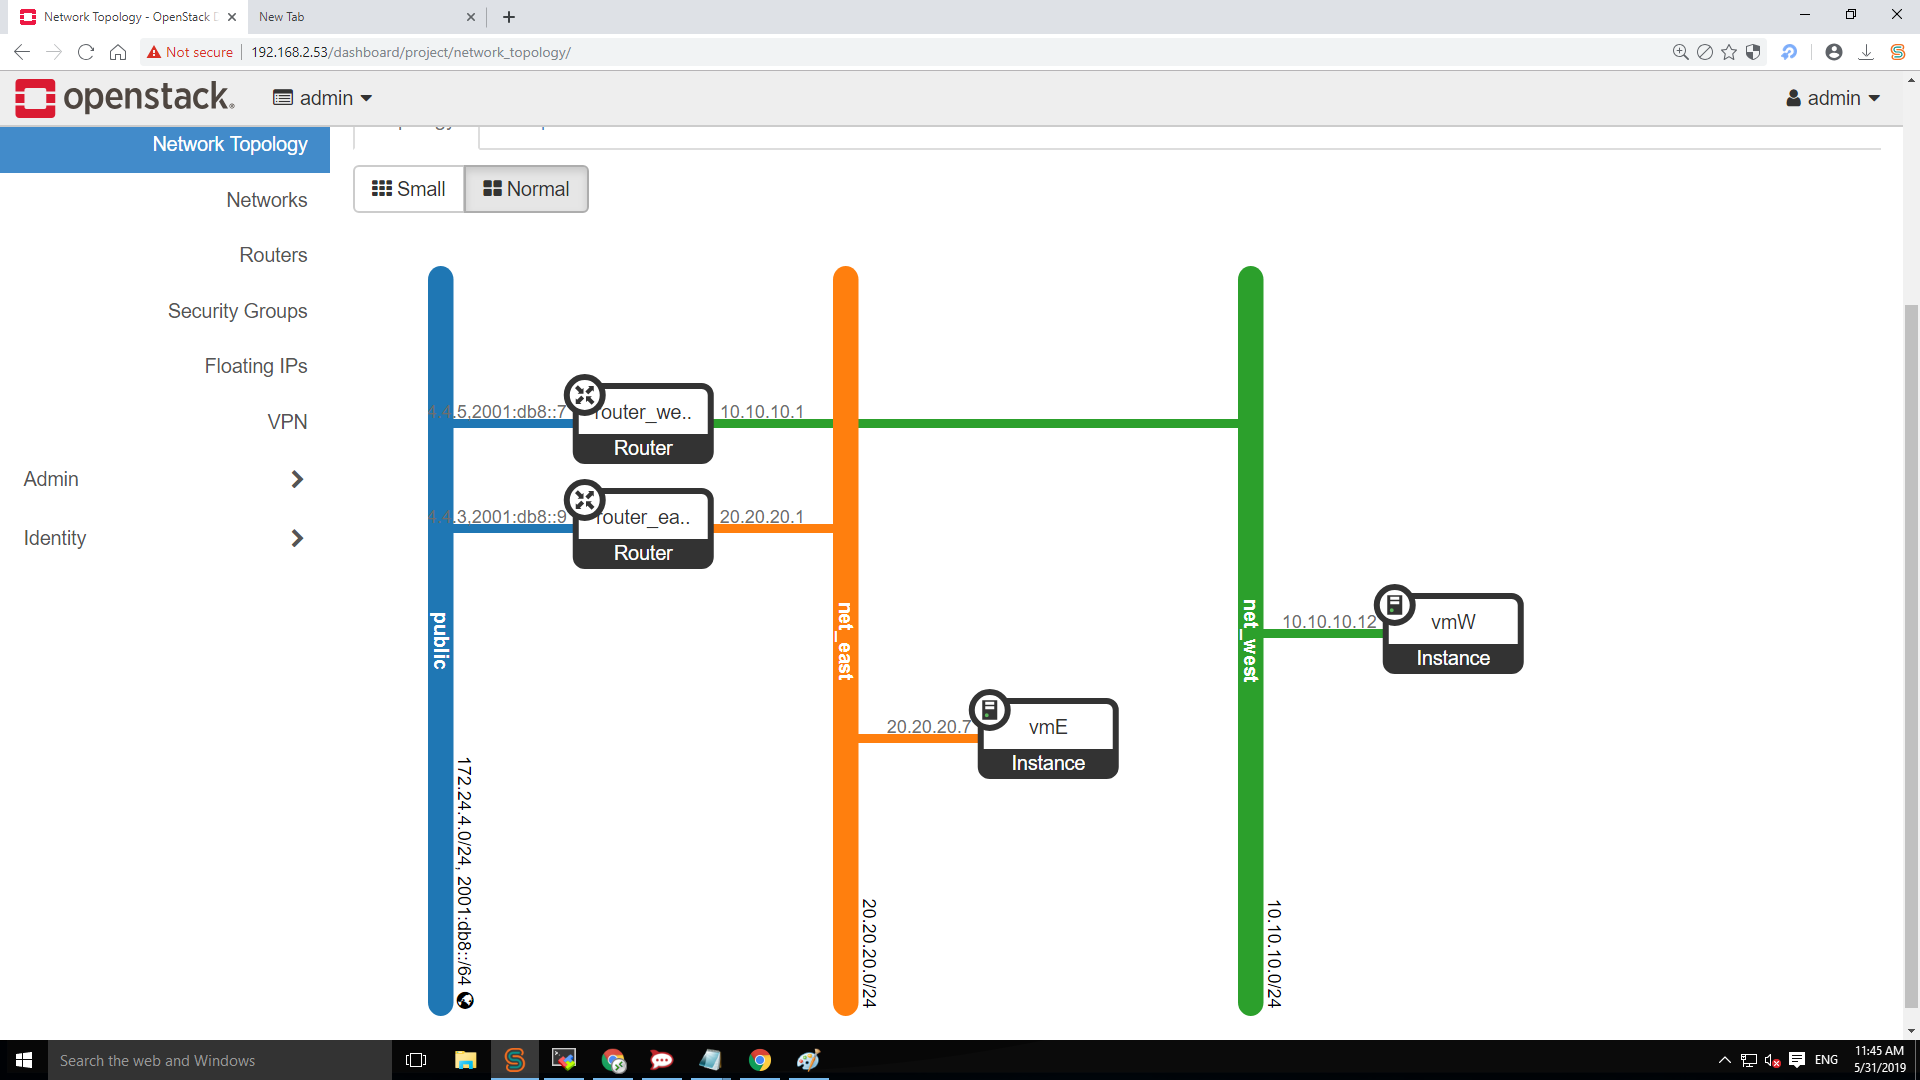 Network Topology - OpenStack D
New Tab
Not secure
192.168.2.53/dashboard/project/network_topology/
openstack.
admin
admin
Network Topology
Networks
Routers
Security Groups
Floating IPs
VPN
Admin
Identity
Small
Normal
4.4.5,2001:db8::7
router_we..
10.10.10.1
Router
4.4.3,2001:db8::9
router_ea..
20.20.20.1
Router
public
172.24.4.0/24, 2001:db8::/64
net_east
20.20.20.0/24
net_west
10.10.10.0/24
10.10.10.12
vmW
Instance
20.20.20.7
vmE
Instance
Search the web and Windows
ENG
11:45 AM
5/31/2019